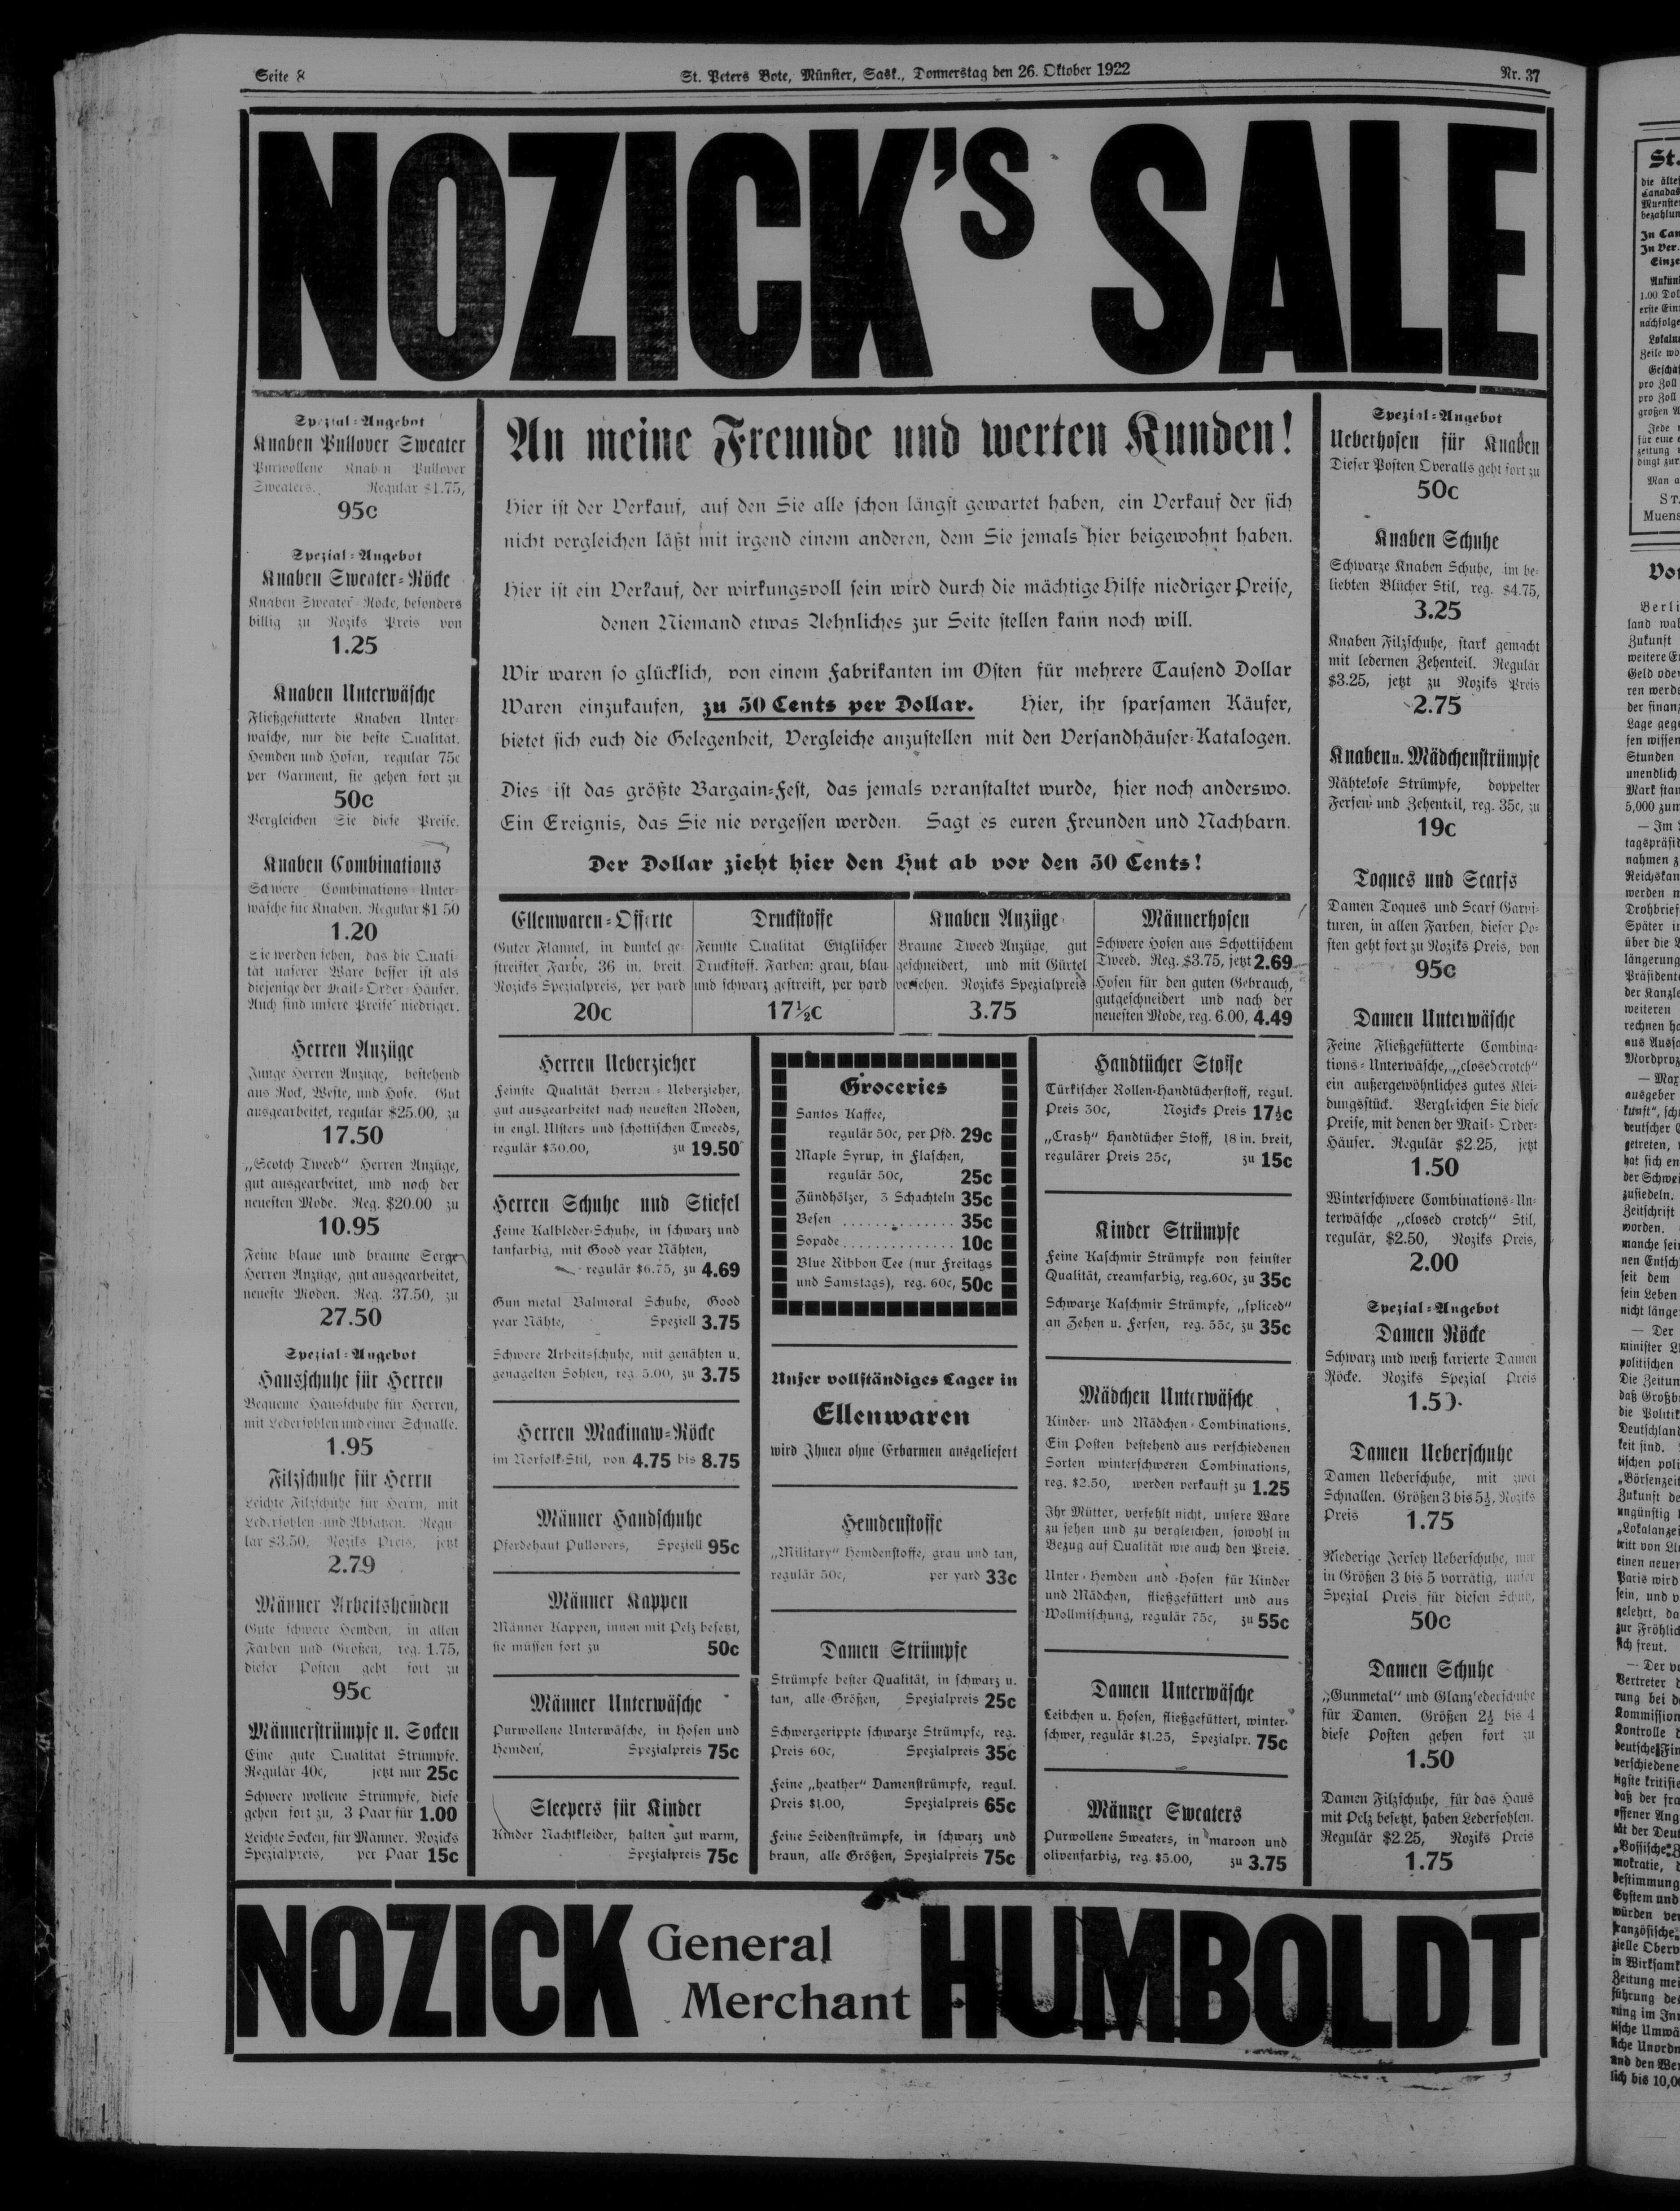 Seite 8
St. Peters Bote, Münster, Sask., Donnerstag den 26. Oktober 1922
Nr. 37
NOZICK'S SALE
Spezial-Angebot
Knaben Pullover Sweater
Purwollene Knaben Pullover
Sweaters. Regulär $1.75,
95c
Spezial-Angebot
Knaben Sweater-Röcke
Knaben Sweater-Röcke, besonders
billig zu Noziks Preis von
1.25
Knaben Unterwäsche
Fließgefütterte Knaben Unter-
wäsche, nur die beste Qualität.
Hemden und Hosen, regulär 75c
per Garment, sie gehen fort zu
50c
Vergleichen Sie diese Preise.
Knaben Combinations
Schwere Combinations Unter-
wäsche für Knaben. Regulär $1 50
1.20
Sie werden sehen, das die Quali-
tät unserer Ware besser ist als
diejenige der Mail-Order-Häuser.
Auch sind unsere Preise niedriger.
Herren Anzüge
Junge Herren Anzüge, bestehend
aus Rock, Weste, und Hose. Gut
ausgearbeitet, regulär $25.00, zu
17.50
„Scotch Tweed" Herren Anzüge,
gut ausgearbeitet, und noch der
neuesten Mode. Reg. $20.00 zu
10.95
Feine blaue und braune Serge
Herren Anzüge, gut ausgearbeitet,
neueste Moden. Reg. 37.50, zu
27.50
Spezial-Angebot
Hausschuhe für Herren
Bequeme Hausschuhe für Herren,
mit Ledersohlen und einer Schnalle.
1.95
Filzschuhe für Herrn
Leichte Filzschuhe für Herrn, mit
Ledersohlen und Absätzen. Regu-
lär $3.50, Noziks Preis, jetzt
2.79
Männer Arbeitshemden
Gute schwere Hemden, in allen
Farben und Größen, reg. 1.75,
dieser Posten geht fort zu
95c
Männerstrümpfe u. Socken
Eine gute Qualität Strümpfe.
Regulär 40c, jetzt nur 25c
Schwere wollene Strümpfe, diese
gehen fort zu, 3 Paar für 1.00
Leichte Socken, für Männer. Nozicks
Spezialpreis, per Paar 15c
An meine Freunde und werten Kunden!
Hier ist der Verkauf, auf den Sie alle schon längst gewartet haben, ein Verkauf der sich
nicht vergleichen läßt mit irgend einem anderen, dem Sie jemals hier beigewohnt haben.
Hier ist ein Verkauf, der wirkungsvoll sein wird durch die mächtige Hilfe niedriger Preise,
denen Niemand etwas Aehnliches zur Seite stellen kann noch will.
Wir waren so glücklich, von einem Fabrikanten im Osten für mehrere Tausend Dollar
Waren einzukaufen, zu 50 Cents per Dollar. Hier, ihr sparsamen Käufer,
bietet sich euch die Gelegenheit, Vergleiche anzustellen mit den Versandhäuser-Katalogen.
Dies ist das größte Bargain-Fest, das jemals veranstaltet wurde, hier noch anderswo.
Ein Ereignis, das Sie nie vergessen werden. Sagt es euren Freunden und Nachbarn.
Der Dollar zieht hier den Hut ab vor den 50 Cents!
Ellenwaren-Offerte
Guter Flannel, in dunkel ge-
streifter Farbe, 36 in. breit.
Nozicks Spezialpreis, per yard
20c
Druckstoffe
Feinste Qualität Englischer
Druckstoff. Farben: grau, blau
und schwarz gestreift, per yard
17½c
Knaben Anzüge
Braune Tweed Anzüge, gut
geschneidert, und mit Gürtel
versehen. Nozicks Spezialpreis
3.75
Männerhosen
Schwere Hosen aus Schottischem
Tweed. Reg. $3.75, jetzt 2.69
Hosen für den guten Gebrauch,
gutgeschneidert und nach der
neuesten Mode, reg. 6.00, 4.49
Herren Ueberzieher
Feinste Qualität Herren-Ueberzieher,
gut ausgearbeitet nach neuesten Moden,
in engl. Ulsters und schottischen Tweeds,
regulär $30.00, zu 19.50
Herren Schuhe und Stiefel
Feine Kalbleder-Schuhe, in schwarz und
tanfarbig, mit Good year Nähten,
regulär $6.75, zu 4.69
Gun metal Balmoral Schuhe, Good
year Nähte, Speziell 3.75
Schwere Arbeitsschuhe, mit genähten u.
genagelten Sohlen, reg. 5.00, zu 3.75
Herren Mackinaw-Röcke
im Norfolk-Stil, von 4.75 bis 8.75
Männer Handschuhe
Pferdehaut Pullovers, Speziell 95c
Männer Kappen
Männer Kappen, innen mit Pelz besetzt,
sie müssen fort zu 50c
Männer Unterwäsche
Purwollene Unterwäsche, in Hosen und
Hemden, Spezialpreis 75c
Sleepers für Kinder
Kinder Nachtkleider, halten gut warm,
Spezialpreis 75c
Groceries
Santos Kaffee,
regulär 50c, per Pfd. 29c
Maple Syrup, in Flaschen,
regulär 50c, 25c
Zündhölzer, 3 Schachteln 35c
Besen .............. 35c
Sopade .............. 10c
Blue Ribbon Tee (nur Freitags
und Samstags), reg. 60c, 50c
Unser vollständiges Lager in
Ellenwaren
wird Ihnen ohne Erbarmen ausgeliefert
Hemdenstoffe
„Military" Hemdenstoffe, grau und tan,
regulär 50c, per yard 33c
Damen Strümpfe
Strümpfe bester Qualität, in schwarz u.
tan, alle Größen, Spezialpreis 25c
Schwergerippte schwarze Strümpfe, reg.
Preis 60c, Spezialpreis 35c
Feine „heather" Damenstrümpfe, regul.
Preis $1.00, Spezialpreis 65c
Feine Seidenstrümpfe, in schwarz und
braun, alle Größen, Spezialpreis 75c
Handtücher Stoffe
Türkischer Rollen-Handtücherstoff, regul.
Preis 30c, Nozicks Preis 17½c
„Crash" Handtücher Stoff, 18 in. breit,
regulärer Preis 25c, zu 15c
Kinder Strümpfe
Feine Kaschmir Strümpfe von feinster
Qualität, creamfarbig, reg. 60c, zu 35c
Schwarze Kaschmir Strümpfe, „spliced"
an Zehen u. Fersen, reg. 55c, zu 35c
Mädchen Unterwäsche
Kinder- und Mädchen-Combinations.
Ein Posten bestehend aus verschiedenen
Sorten winterschweren Combinations,
reg. $2.50, werden verkauft zu 1.25
Ihr Mütter, verfehlt nicht, unsere Ware
zu sehen und zu vergleichen, sowohl in
Bezug auf Qualität wie auch den Preis.
Unter-Hemden und -Hosen für Kinder
und Mädchen, fließgefüttert und aus
Wollmischung, regulär 75c, zu 55c
Damen Unterwäsche
Leibchen u. Hosen, fließgefüttert, winter-
schwer, regulär $1.25, Spezialpr. 75c
Männer Sweaters
Purwollene Sweaters, in maroon und
olivenfarbig, reg. $5.00, zu 3.75
Spezial-Angebot
Ueberhosen für Knaben
Dieser Posten Overalls geht fort zu
50c
Knaben Schuhe
Schwarze Knaben Schuhe, im be-
liebten Blücher Stil, reg. $4.75,
3.25
Knaben Filzschuhe, stark gemacht
mit ledernen Zehenteil. Regulär
$3.25, jetzt zu Noziks Preis
2.75
Knaben u. Mädchenstrümpfe
Nähtelose Strümpfe, doppelter
Fersen und Zehenteil, reg. 35c, zu
19c
Toques und Scarfs
Damen Toques und Scarf Garni-
turen, in allen Farben, dieser Po-
sten geht fort zu Noziks Preis, von
95c
Damen Unterwäsche
Feine Fließgefütterte Combina-
tions-Unterwäsche, „closed crotch"
ein außergewöhnliches gutes Klei-
dungsstück. Vergleichen Sie diese
Preise, mit denen der Mail-Order-
Häuser. Regulär $2.25, jetzt
1.50
Winterschwere Combinations-Un-
terwäsche „closed crotch" Stil,
regulär, $2.50, Noziks Preis,
2.00
Spezial-Angebot
Damen Röcke
Schwarz und weiß karierte Damen
Röcke. Noziks Spezial Preis
1.50
Damen Ueberschuhe
Damen Ueberschuhe, mit zwei
Schnallen. Größen 3 bis 5½, Noziks
Preis 1.75
Niederige Jersey Ueberschuhe, nur
in Größen 3 bis 5 vorrätig, unser
Spezial Preis für diesen Schuh,
50c
Damen Schuhe
„Gunmetal" und Glanzlederschuhe
für Damen. Größen 2½ bis 4
diese Posten gehen fort zu
1.50
Damen Filzschuhe, für das Haus
mit Pelz besetzt, haben Ledersohlen.
Regulär $2.25, Noziks Preis
1.75
NOZICK General Merchant HUMBOLDT